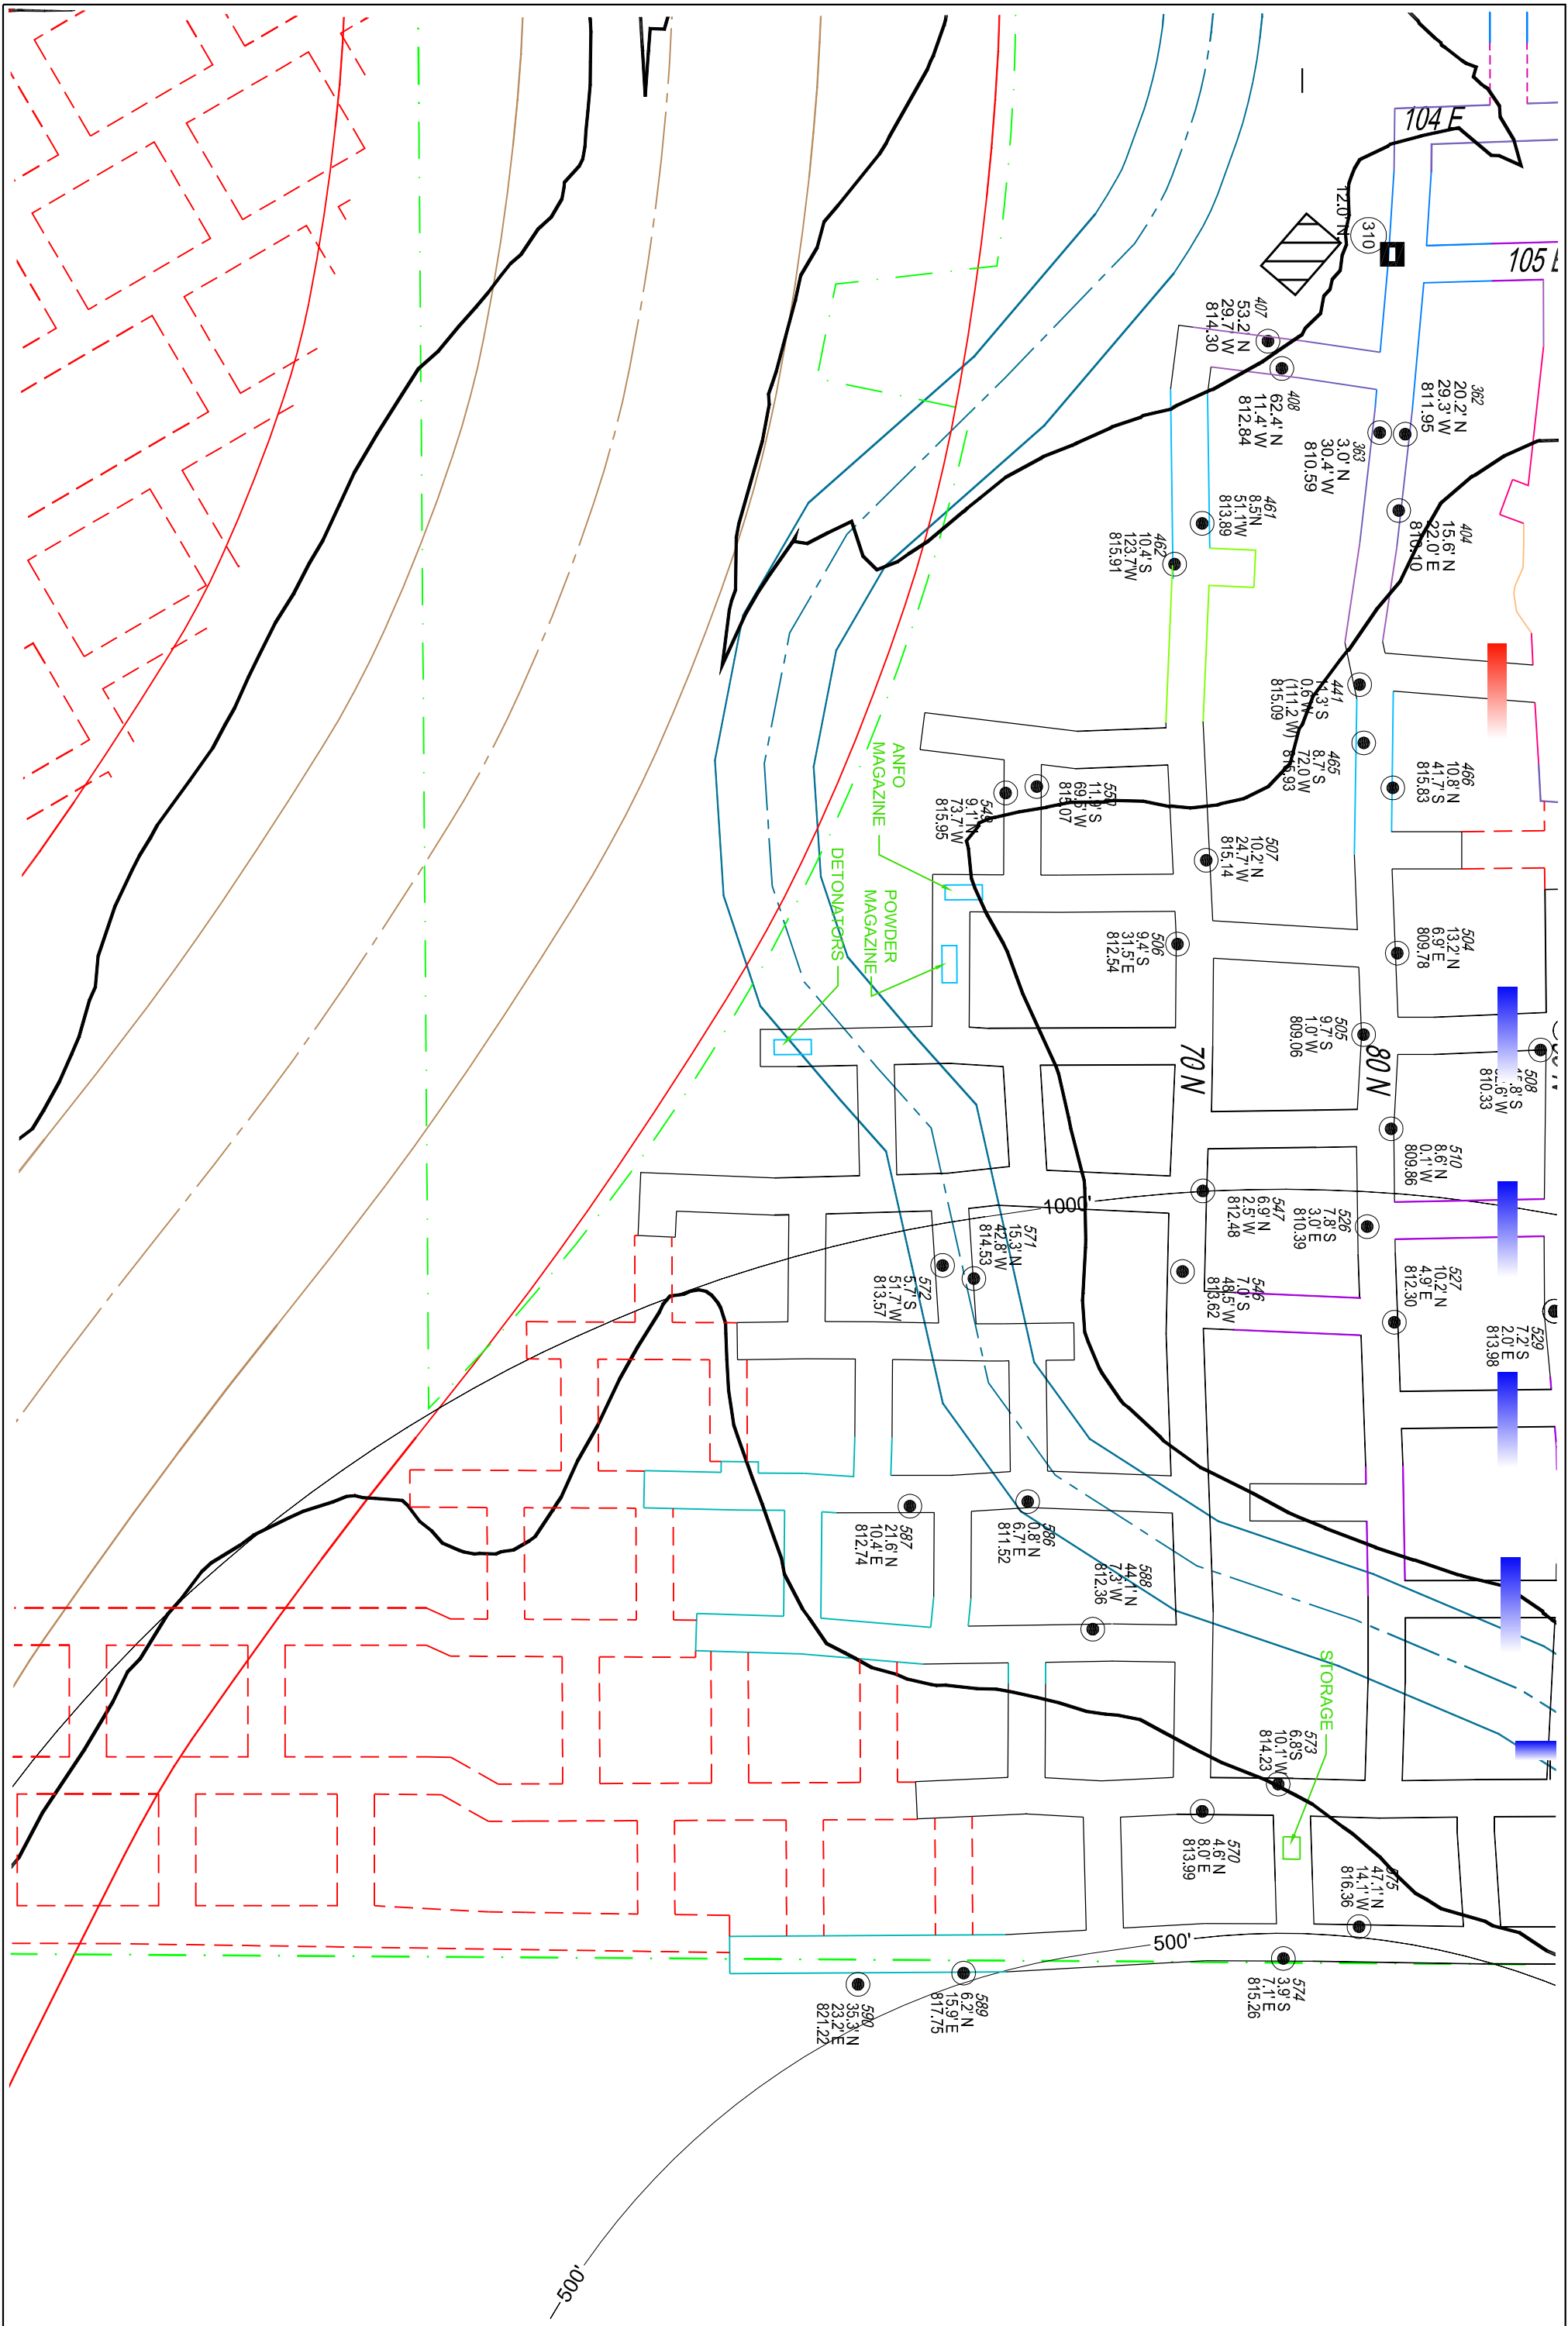 104 E
105 E
310
12.0' N
407
53.2' N
29.7' W
814.30
408
62.4' N
11.4' W
812.84
362
20.2' N
29.3' W
811.95
363
3.0' N
30.4' W
810.59
404
15.6' N
22.0' E
810.10
461
8.5'N
51.1'W
813.89
462
10.4' S
123.7'W
815.91
441
11.3' S
0.6 W
(111.2 W)
815.09
465
8.7' S
72.0 W
815.93
466
10.8' N
41.7' S
815.83
11.9' S
815.07
9.1' N
73.7' W
815.95
507
10.2' N
24.7' W
815.14
ANFO
MAGAZINE
POWDER
MAGAZINE
DETONATORS
506
9.4' S
31.5' E
812.54
504
13.2' N
6.9' E
809.78
505
9.7' S
1.0' W
809.06
70 N
80 N
508
810.33
510
8.6' N
0.1' W
809.86
1000'
547
6.9' N
2.5' W
812.48
526
7.8' S
3.0' E
810.39
546
7.0' S
48.5' W
813.62
527
10.2' N
4.9' E
812.30
529
7.2' S
2.0' E
813.98
571
15.3' N
42.8' W
814.53
572
5.7' S
51.7' W
813.57
587
21.6' N
10.4' E
812.74
586
0.8' N
6.7' E
811.52
588
44.1' N
7.3' W
812.36
STORAGE
573
6.8'S
10.1' W
814.23
570
4.6' N
8.0' E
813.99
575
47.1' N
14.1' W
816.36
500'
574
3.9' S
7.1' E
815.26
589
6.2' N
15.9' E
817.75
590
35.3' N
23.2' E
821.22
500'